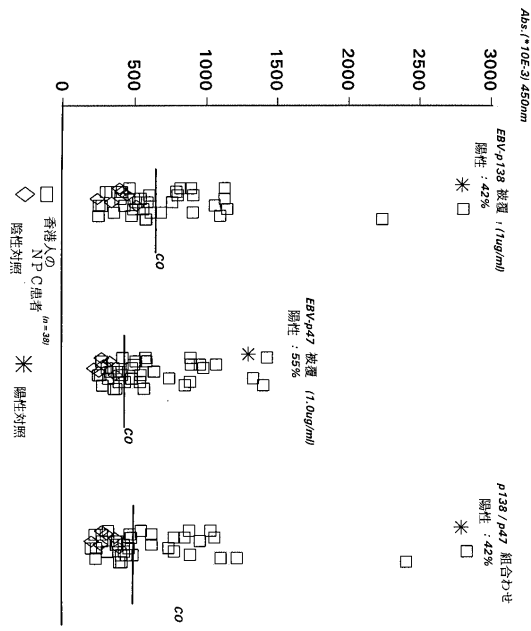 Abs.(*10E-3) 450nm
3000
2500
2000
1500
1000
500
0
EBV-p138 被覆 , (1ug/ml)
陽性 : 42%
CO
EBV-p47 被覆 (1.0ug/ml)
陽性 : 55%
CO
p138 / p47 組合わせ
陽性 : 42%
CO
香港人の
NPC患者 (n=38)
陰性対照
陽性対照